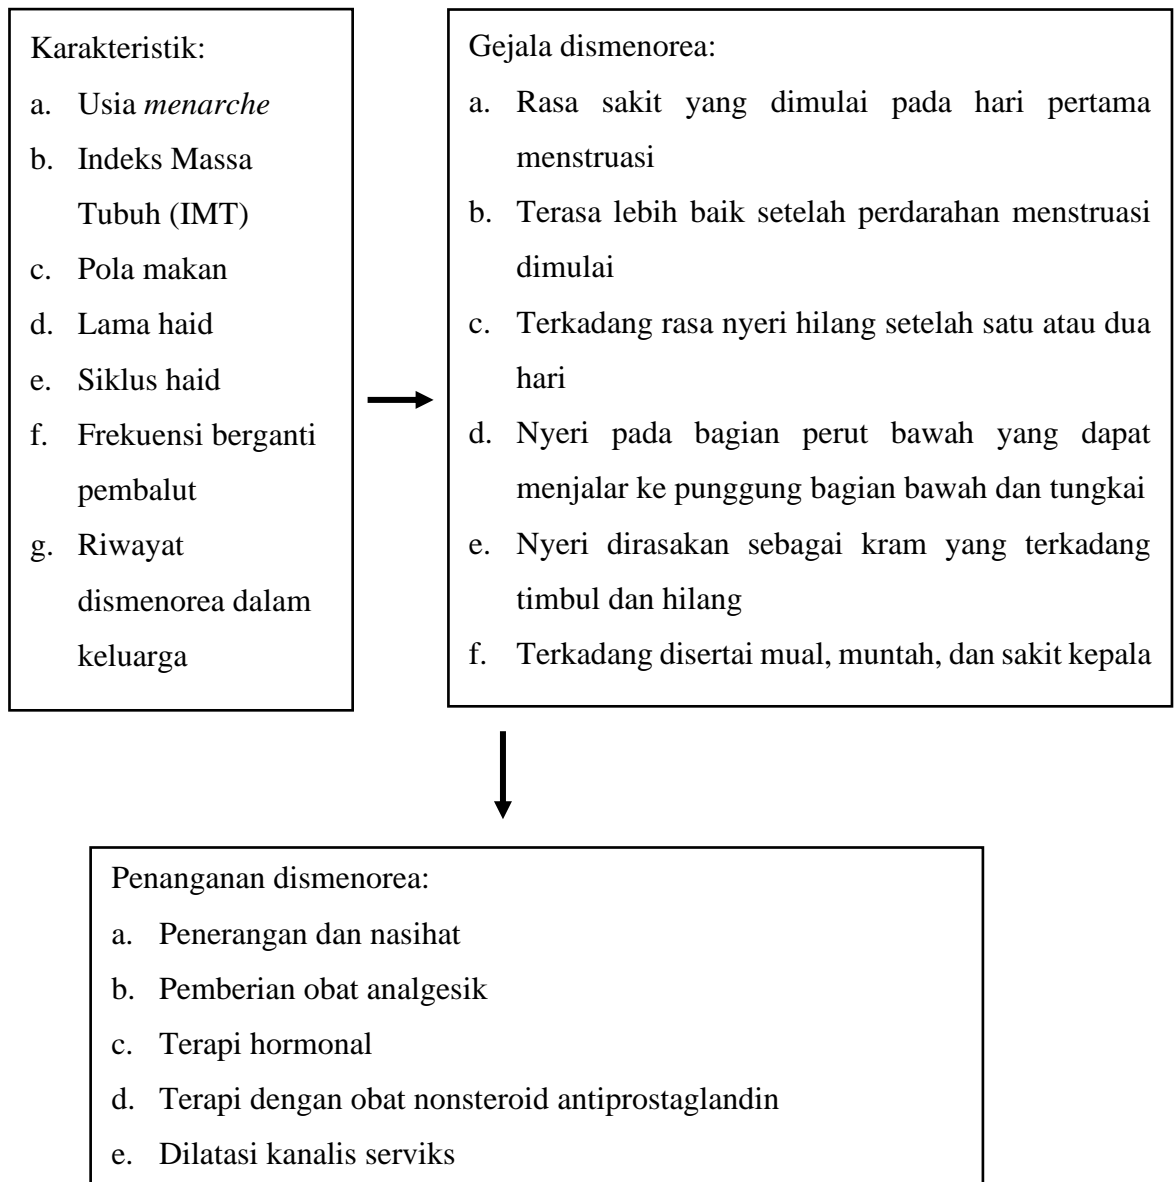 Karakteristik:
a. Usia menarche
b. Indeks Massa
Tubuh (IMT)
c. Pola makan
d. Lama haid
e. Siklus haid
f. Frekuensi berganti
pembalut
g. Riwayat
dismenorea dalam
keluarga
Gejala dismenorea:
a. Rasa sakit yang dimulai pada hari pertama
menstruasi
b. Terasa lebih baik setelah perdarahan menstruasi
dimulai
c. Terkadang rasa nyeri hilang setelah satu atau dua
hari
d. Nyeri pada bagian perut bawah yang dapat
menjalar ke punggung bagian bawah dan tungkai
e. Nyeri dirasakan sebagai kram yang terkadang
timbul dan hilang
f. Terkadang disertai mual, muntah, dan sakit kepala
Penanganan dismenorea:
a. Penerangan dan nasihat
b. Pemberian obat analgesik
c. Terapi hormonal
d. Terapi dengan obat nonsteroid antiprostaglandin
e. Dilatasi kanalis serviks